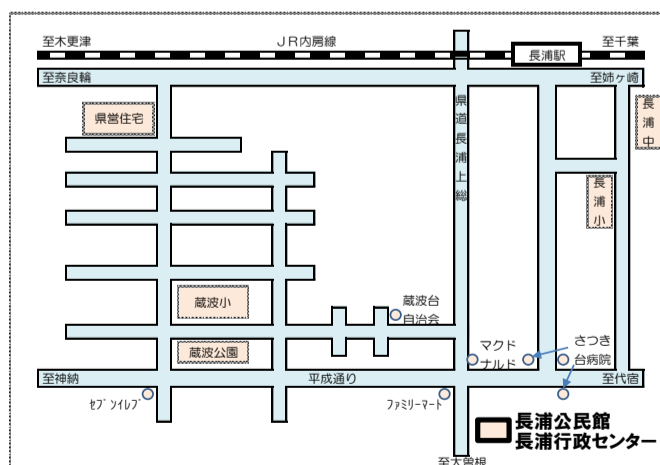 至木更津
JR内房線
至千葉
長浦駅
至奈良輪
至姉ヶ崎
県営住宅
県道長浦上総
長浦中
長浦小
蔵波小
蔵波台
自治会
蔵波公園
マクド
ナルド
さつき
台病院
至神納
平成通り
至代宿
ｾﾌﾞﾝｲﾚﾌﾞ
ﾌｧﾐﾘｰﾏｰﾄ
長浦公民館
長浦行政センター
至大曽根